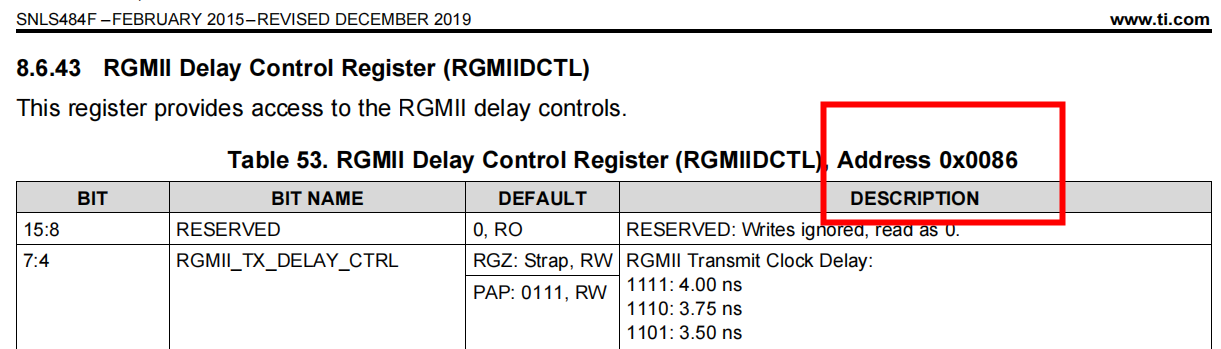 SNLS484F –FEBRUARY 2015–REVISED DECEMBER 2019 www.ti.com
8.6.43 RGMII Delay Control Register (RGMIIDCTL)
This register provides access to the RGMII delay controls.
Table 53. RGMII Delay Control Register (RGMIIDCTL), Address 0x0086
BIT BIT NAME DEFAULT DESCRIPTION
15:8 RESERVED 0, RO RESERVED: Writes ignored, read as 0.
7:4 RGMII_TX_DELAY_CTRL RGZ: Strap, RW RGMII Transmit Clock Delay:
PAP: 0111, RW 1111: 4.00 ns
1110: 3.75 ns
1101: 3.50 ns